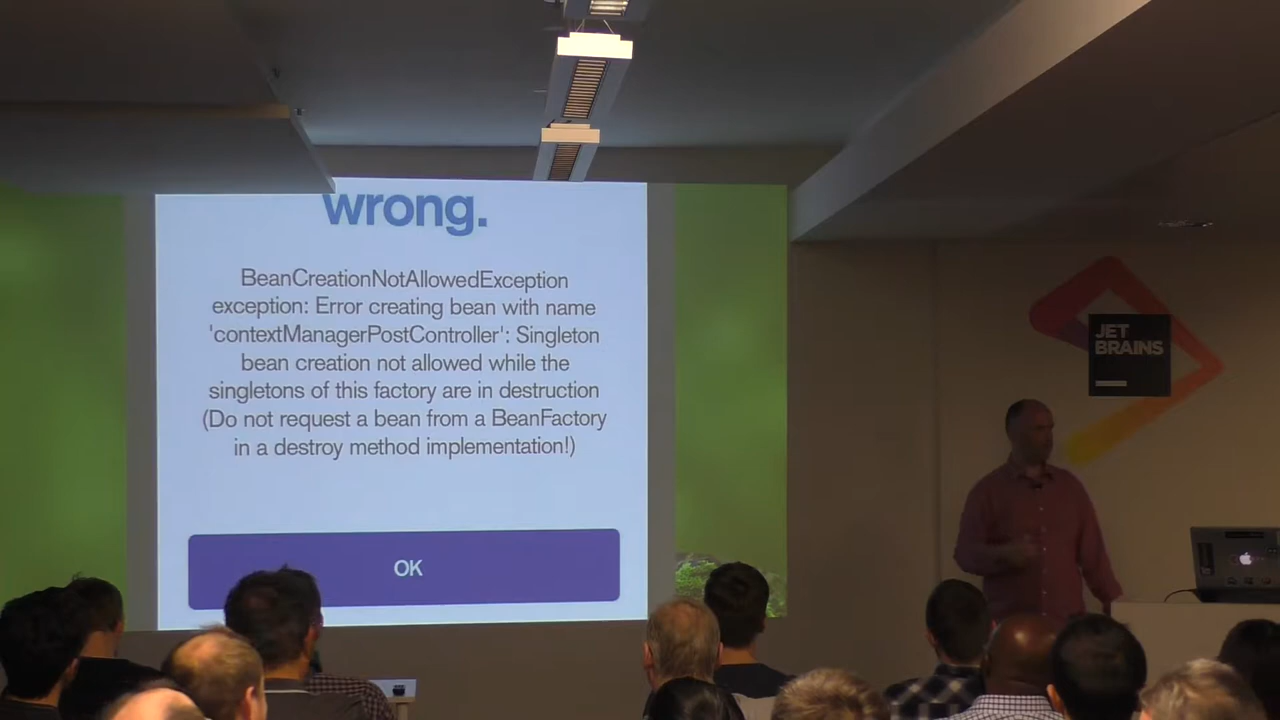 wrong.
BeanCreationNotAllowedException
exception: Error creating bean with name
'contextManagerPostController': Singleton
bean creation not allowed while the
singletons of this factory are in destruction
(Do not request a bean from a BeanFactory
in a destroy method implementation!)
OK
JET
BRAINS